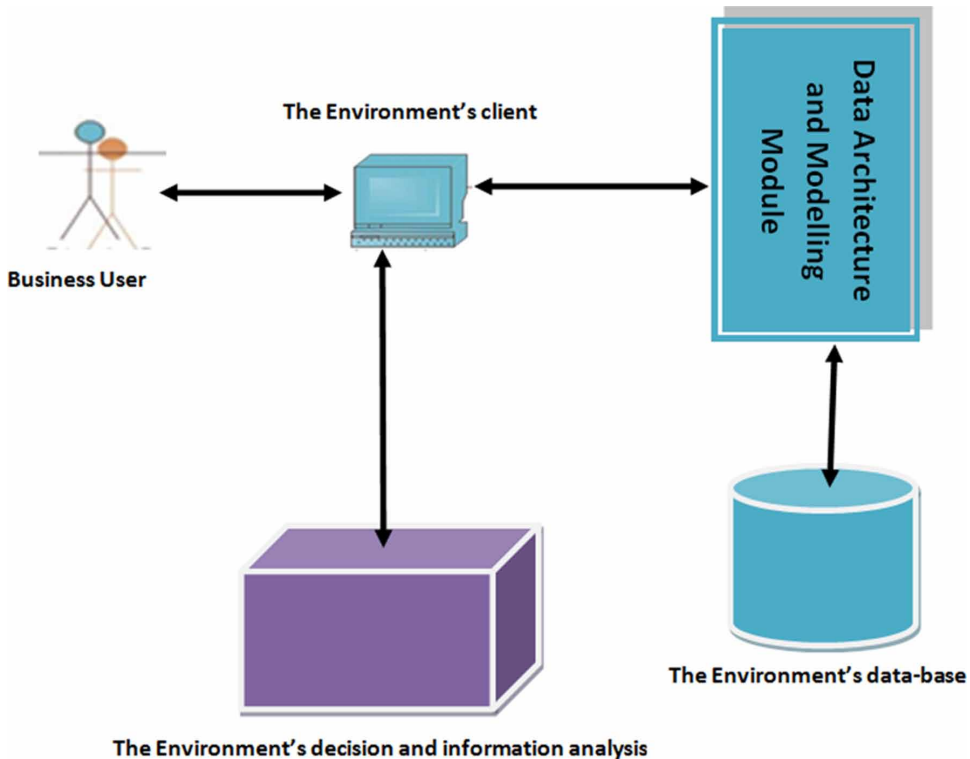 The Environment's client
Data Architecture
and Modelling
Module
Business User
The Environment's data-base
The Environment's decision and information analysis